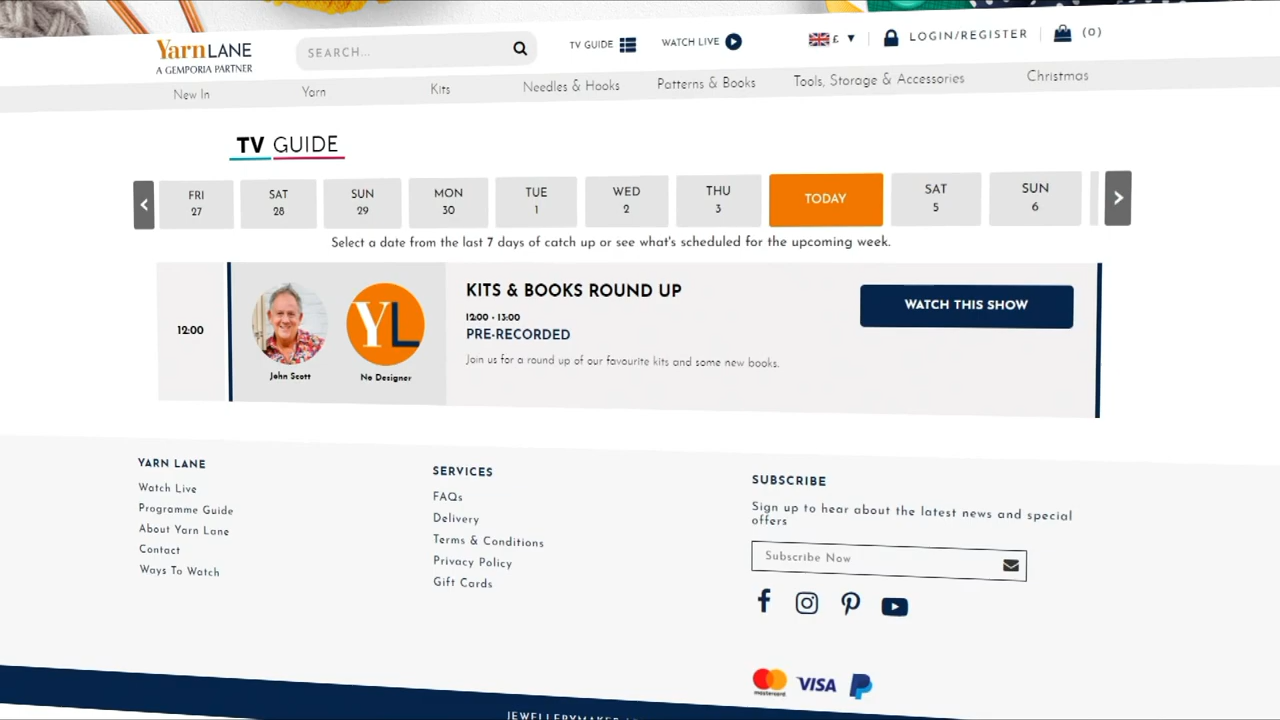 YarnLANE
A GEMPORIA PARTNER
SEARCH...
TV GUIDE
WATCH LIVE
£
LOGIN/REGISTER
(0)
New In
Yarn
Kits
Needles & Hooks
Patterns & Books
Tools, Storage & Accessories
Christmas
TV GUIDE
FRI
27
SAT
28
SUN
29
MON
30
TUE
1
WED
2
THU
3
TODAY
SAT
5
SUN
6
Select a date from the last 7 days of catch up or see what's scheduled for the upcoming week.
12:00
YL
John Scott
No Designer
KITS & BOOKS ROUND UP
12:00 - 13:00
PRE-RECORDED
Join us for a round up of our favourite kits and some new books.
WATCH THIS SHOW
YARN LANE
Watch Live
Programme Guide
About Yarn Lane
Contact
Ways To Watch
SERVICES
FAQs
Delivery
Terms & Conditions
Privacy Policy
Gift Cards
SUBSCRIBE
Sign up to hear about the latest news and special
offers
Subscribe Now
mastercard
VISA
JEWELLERYMAKER